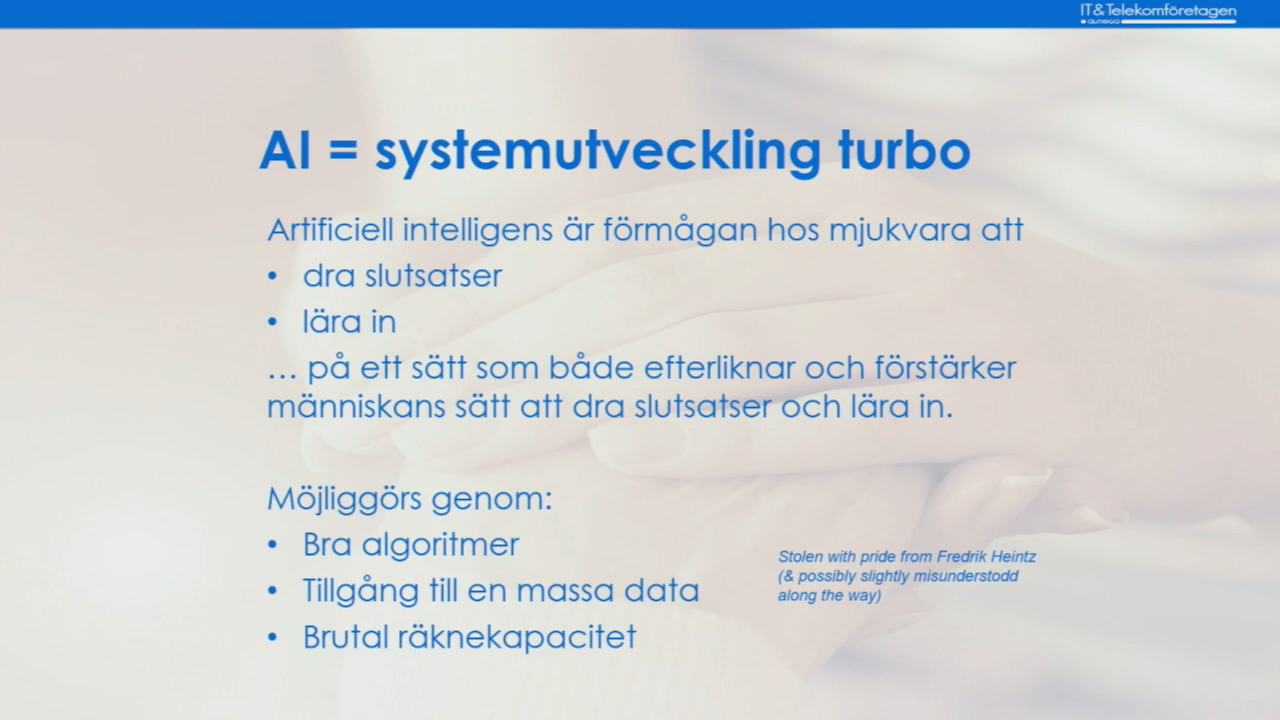 IT&Telekomföretagen
almega
AI = systemutveckling turbo
Artificiell intelligens är förmågan hos mjukvara att
• dra slutsatser
• lära in
… på ett sätt som både efterliknar och förstärker
människans sätt att dra slutsatser och lära in.
Möjliggörs genom:
• Bra algoritmer
• Tillgång till en massa data
• Brutal räknekapacitet
Stolen with pride from Fredrik Heintz
(& possibly slightly misunderstodd
along the way)